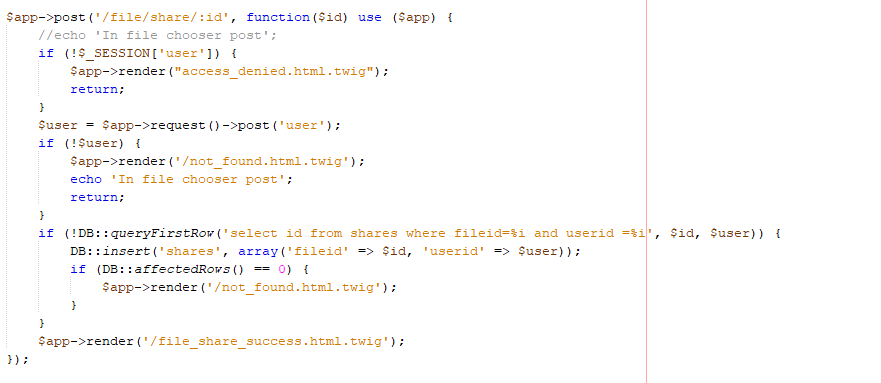 $app->post('/file/share/:id', function($id) use ($app) {
    //echo 'In file chooser post';
    if (!$_SESSION['user']) {
        $app->render("access_denied.html.twig");
        return;
    }
    $user = $app->request()->post('user');
    if (!$user) {
        $app->render('/not_found.html.twig');
        echo 'In file chooser post';
        return;
    }
    if (!DB::queryFirstRow('select id from shares where fileid=%i and userid =%i', $id, $user)) {
        DB::insert('shares', array('fileid' => $id, 'userid' => $user));
        if (DB::affectedRows() == 0) {
            $app->render('/not_found.html.twig');
        }
    }
    $app->render('/file_share_success.html.twig');
});